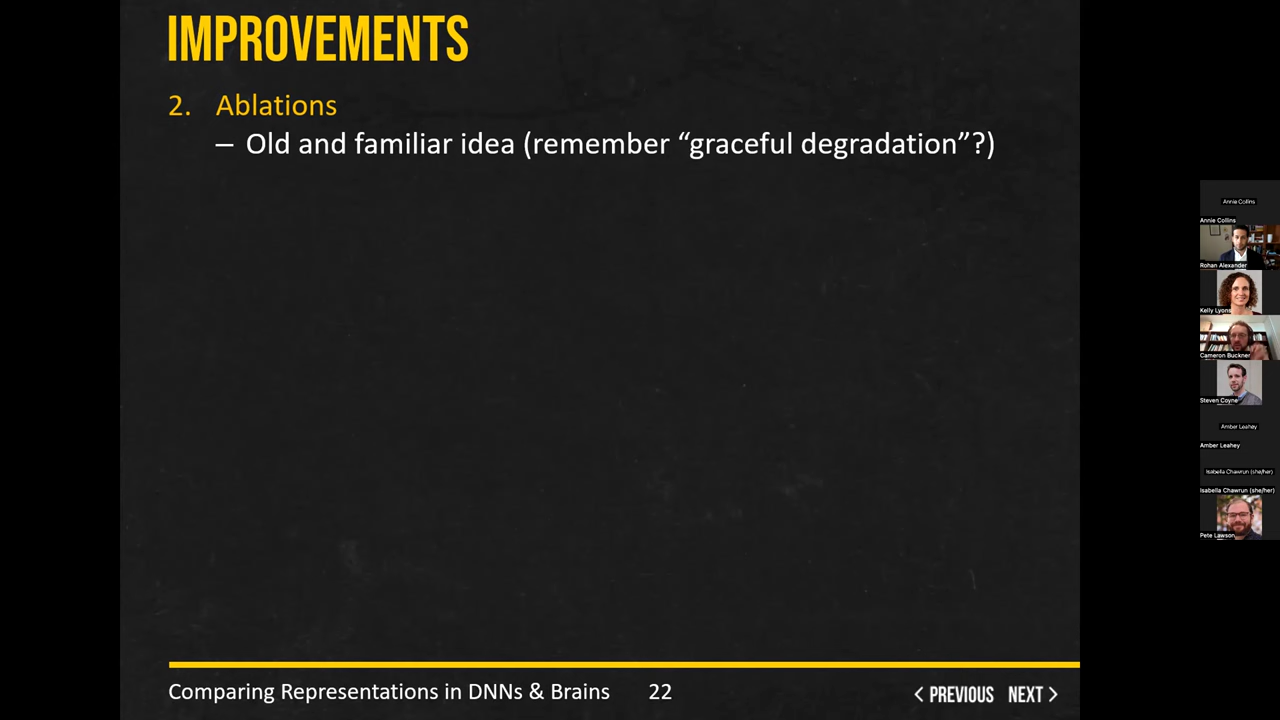 IMPROVEMENTS
2. Ablations
– Old and familiar idea (remember “graceful degradation”?)
Comparing Representations in DNNs & Brains 22
< PREVIOUS NEXT >
Annie Collins
Annie Collins
Rohan Alexander
Kelly Lyons
Cameron Buckner
Steven Coyne
Amber Leahey
Amber Leahey
Isabella Chawrun (she/her)
Isabella Chawrun (she/her)
Pete Lawson